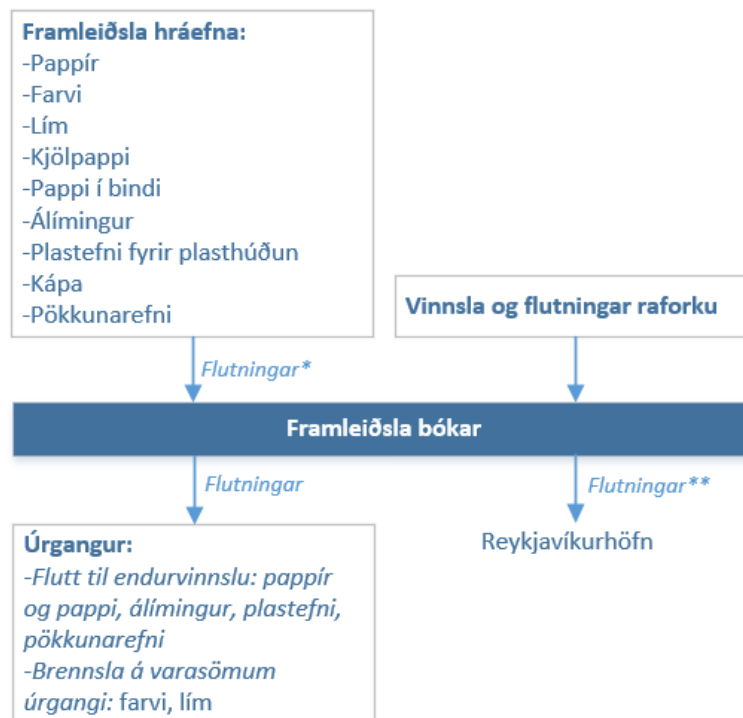 Framleiðsla hráefna:
-Pappír
-Farvi
-Lím
-Kjölpappi
-Pappi í bindi
-Álímingur
-Plastefni fyrir plasthúðun
-Kápa
-Pökkunarefni
Vinnsla og flutningar raforku
Flutningar*
Framleiðsla bókar
Flutningar
Flutningar**
Reykjavíkurhöfn
Úrgangur:
-Flutt til endurvinnslu: pappír
og pappi, álímingur, plastefni,
pökkunarefni
-Brennsla á varasömum
úrgangi: farvi, lím